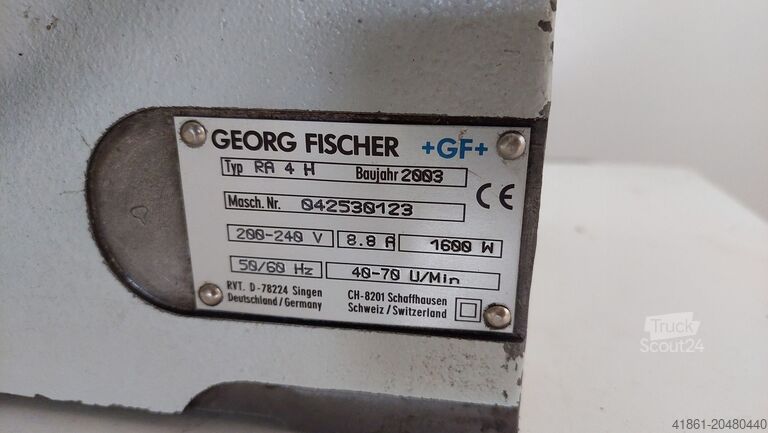 GEORG FISCHER +GF+
Typ RA 4 H Baujahr 2003
Masch. Nr. 042530123
CE
200-240 V 8.8 A 1600 W
50/60 Hz 40-70 U/Min
RVT. D-78224 Singen
Deutschland/Germany
CH-8201 Schaffhausen
Schweiz/Switzerland
Truck
Scout24
41861-20480440